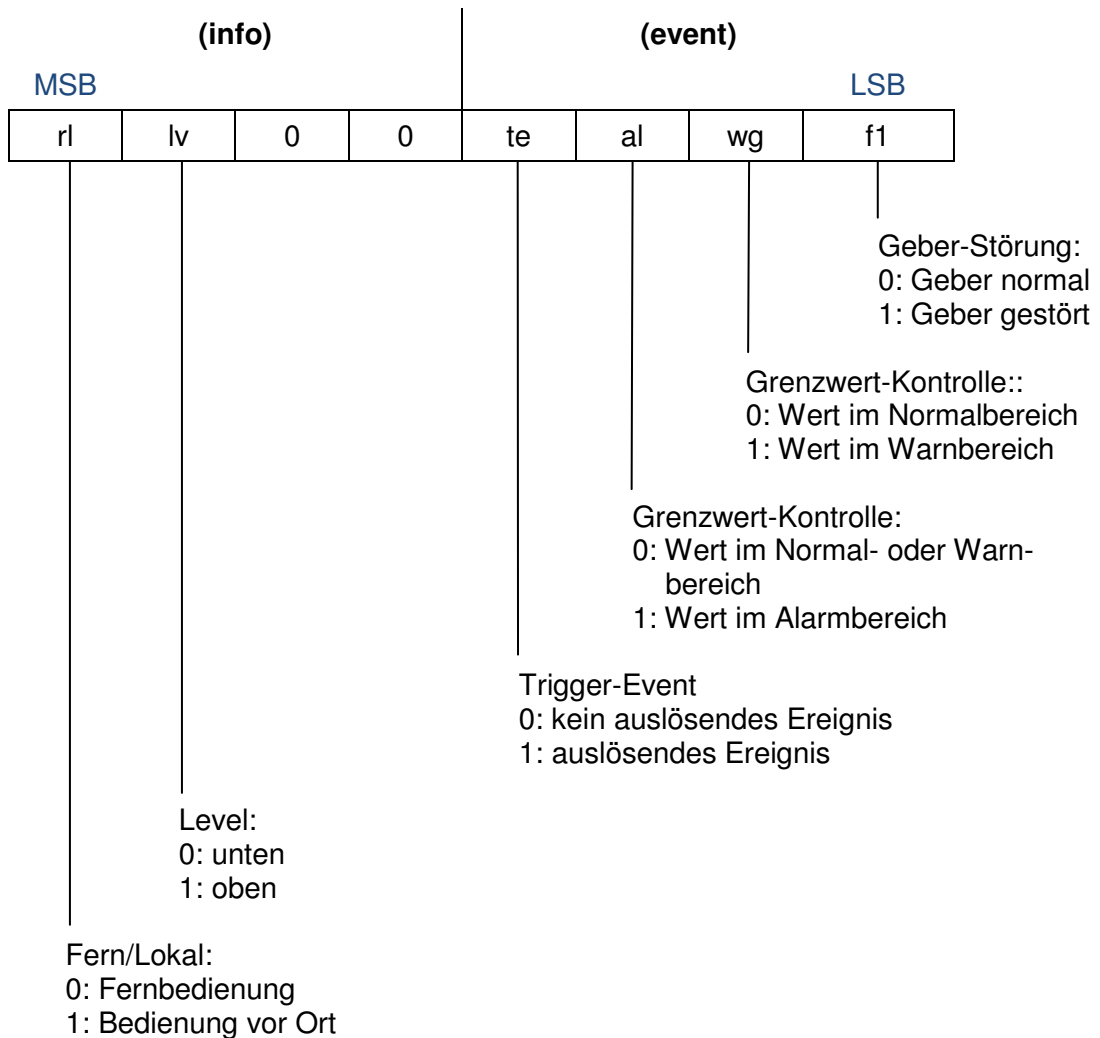 (info) (event)
MSB LSB
rl lv 0 0 te al wg f1
Geber-Störung:
0: Geber normal
1: Geber gestört
Grenzwert-Kontrolle::
0: Wert im Normalbereich
1: Wert im Warnbereich
Grenzwert-Kontrolle:
0: Wert im Normal- oder Warn-
bereich
1: Wert im Alarmbereich
Trigger-Event
0: kein auslösendes Ereignis
1: auslösendes Ereignis
Level:
0: unten
1: oben
Fern/Lokal:
0: Fernbedienung
1: Bedienung vor Ort